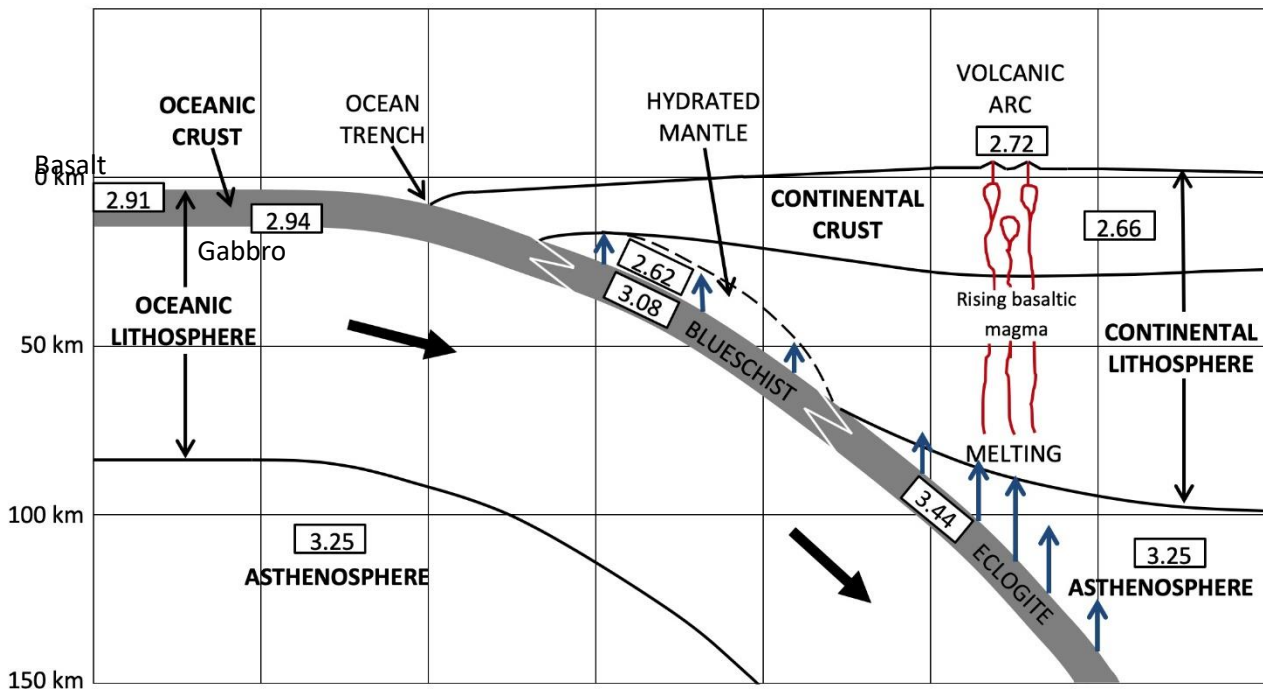 VOLCANIC
ARC
2.72
OCEANIC
CRUST
OCEAN
TRENCH
HYDRATED
MANTLE
Basalt
0 km
2.91
2.94
Gabbro
CONTINENTAL
CRUST
2.66
2.62
3.08
BLUESCHIST
OCEANIC
LITHOSPHERE
Rising basaltic
magma
50 km
CONTINENTAL
LITHOSPHERE
MELTING
3.44
ECLOGITE
100 km
3.25
ASTHENOSPHERE
3.25
ASTHENOSPHERE
150 km